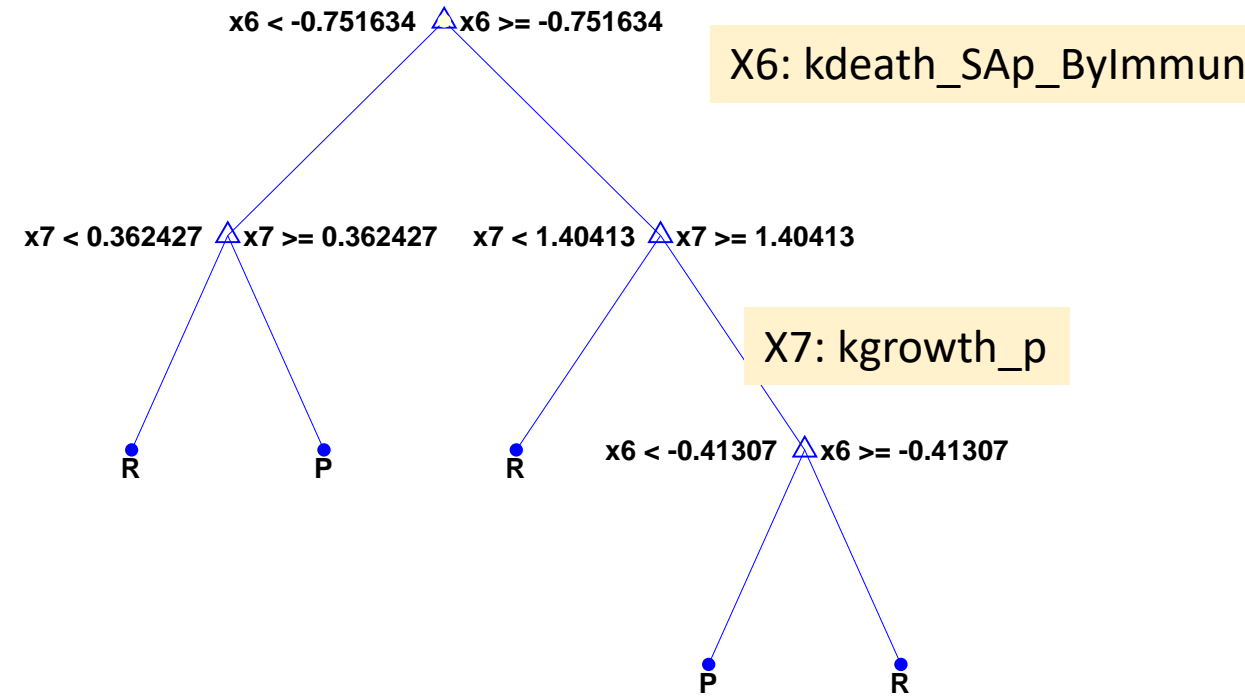 x6 < -0.751634 x6 >= -0.751634
X6: kdeath_SAp_ByImmun
x7 < 0.362427 x7 >= 0.362427 x7 < 1.40413 x7 >= 1.40413
X7: kgrowth_p
R P R x6 < -0.41307 x6 >= -0.41307
P R